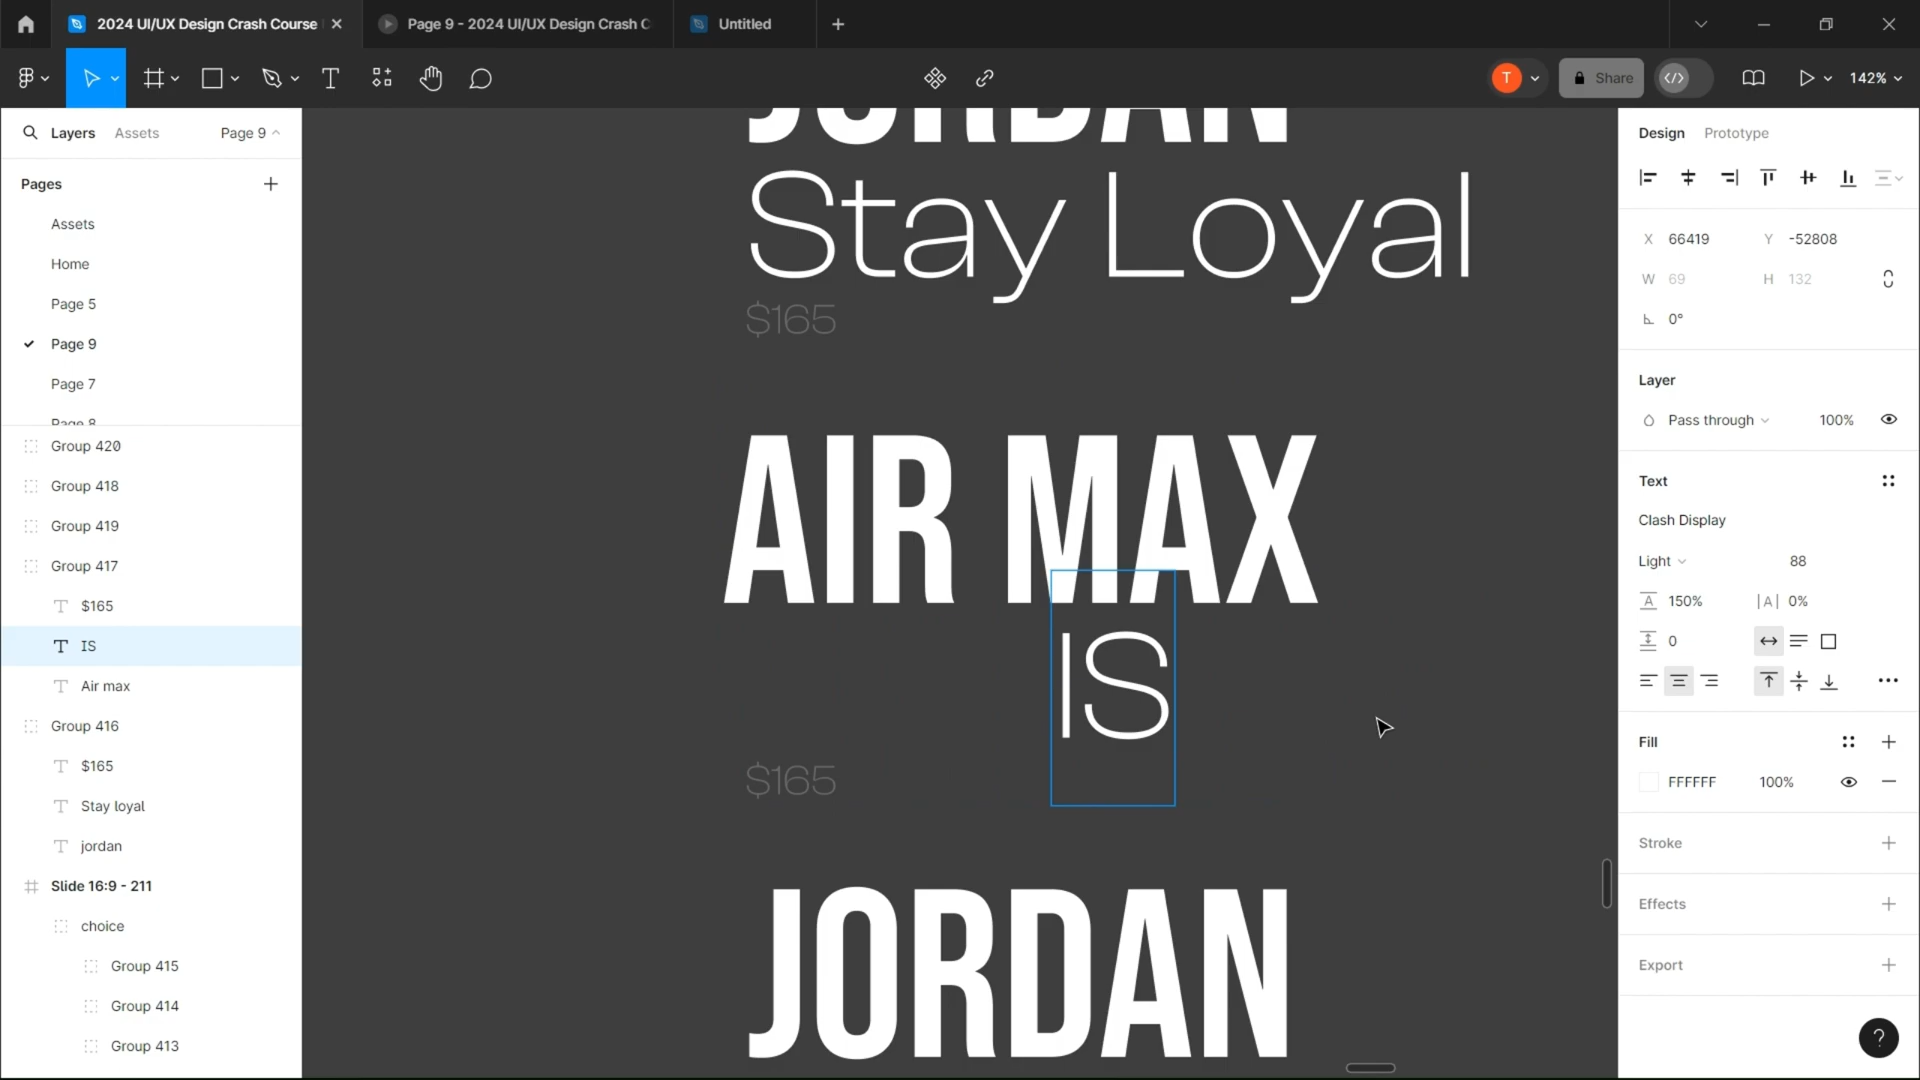 2024 UI/UX Design Crash Course
Page 9 - 2024 UI/UX Design Crash C
Untitled
T
Share
142%
Layers
Assets
Page 9
Pages
Assets
Home
Page 5
Page 9
Page 7
Page 8
Group 420
Group 418
Group 419
Group 417
$165
IS
Air max
Group 416
$165
Stay loyal
jordan
Slide 16:9 - 211
choice
Group 415
Group 414
Group 413
JORDAN
Stay Loyal
$165
AIR MAX
IS
$165
JORDAN
Design
Prototype
X 66419
Y -52808
W 69
H 132
0°
Layer
Pass through
100%
Text
Clash Display
Light
88
150%
|A| 0%
0
Fill
FFFFFF
100%
Stroke
Effects
Export
?